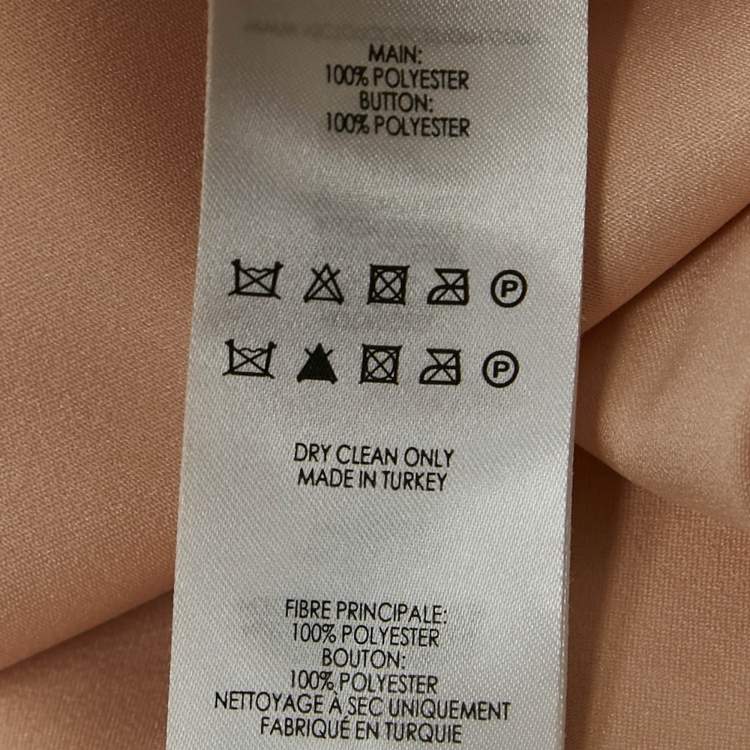 MAIN:
100% POLYESTER
BUTTON:
100% POLYESTER
P
P
DRY CLEAN ONLY
MADE IN TURKEY
FIBRE PRINCIPALE:
100% POLYESTER
BOUTON:
100% POLYESTER
NETTOYAGE À SEC UNIQUEMENT
FABRIQUÉ EN TURQUIE